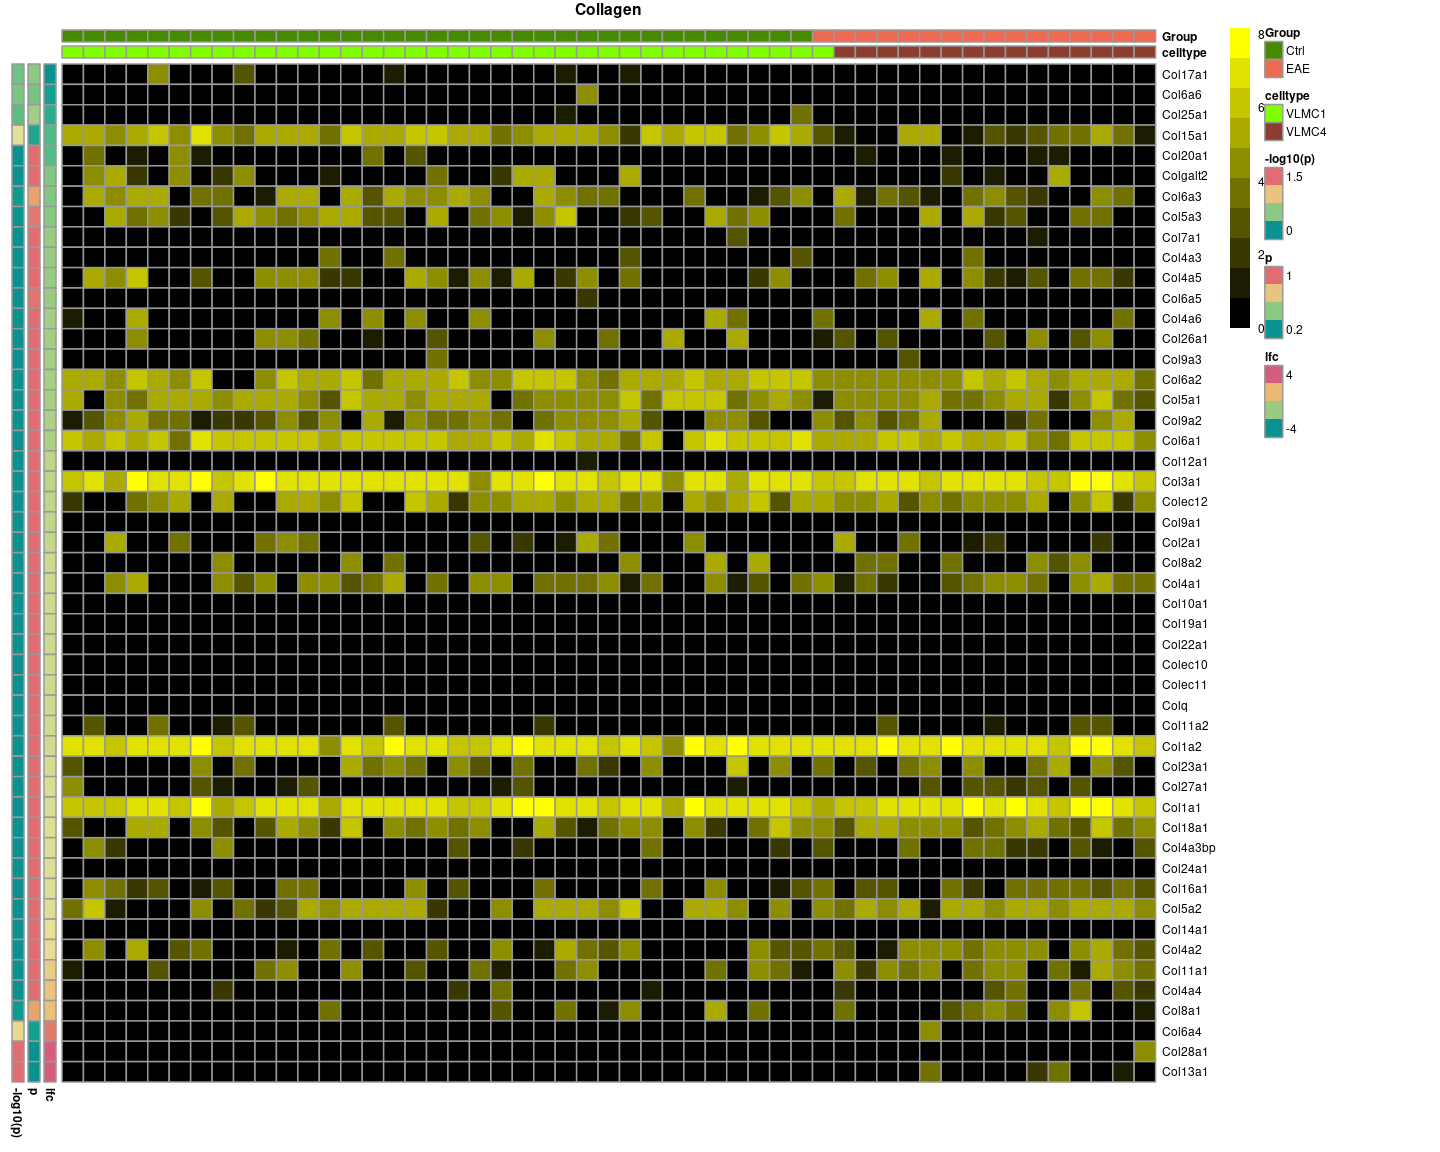 Collagen
Group
celltype
Col17a1
Col6a6
Col25a1
Col15a1
Col20a1
Colgalt2
Col6a3
Col5a3
Col7a1
Col4a3
Col4a5
Col6a5
Col4a6
Col26a1
Col9a3
Col6a2
Col5a1
Col9a2
Col6a1
Col12a1
Col3a1
Colec12
Col9a1
Col2a1
Col8a2
Col4a1
Col10a1
Col19a1
Col22a1
Colec10
Colec11
Colq
Col11a2
Col1a2
Col23a1
Col27a1
Col1a1
Col18a1
Col4a3bp
Col24a1
Col16a1
Col5a2
Col14a1
Col4a2
Col11a1
Col4a4
Col8a1
Col6a4
Col28a1
Col13a1
-log10(p)
p
lfc
8
6
4
2
0
Group
Ctrl
EAE
celltype
VLMC1
VLMC4
-log10(p)
1.5
0
p
1
0.2
lfc
4
-4